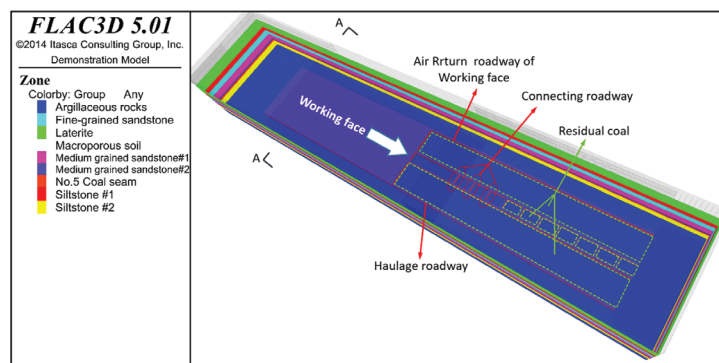 FLAC3D 5.01
©2014 Itasca Consulting Group, Inc.
Demonstration Model
Zone
Colorby: Group Any
Argillaceous rocks
Fine-grained sandstone
Laterite
Macroporous soil
Medium grained sandstone#1
Medium grained sandstone#2
No.5 Coal seam
Siltstone #1
Siltstone #2
A
Air Rrturn roadway of
Working face
Connecting roadway
Residual coal
Working face
A
Haulage roadway